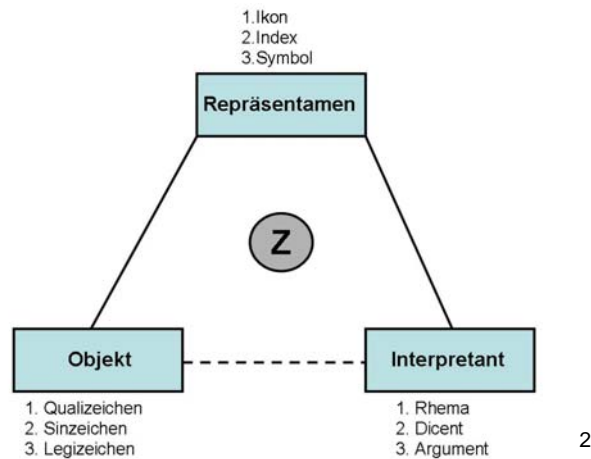 1.Ikon
2.Index
3.Symbol
Repräsentamen
Z
Objekt
Interpretant
1. Qualizeichen
2. Sinzeichen
3. Legizeichen
1. Rhema
2. Dicent
3. Argument
2